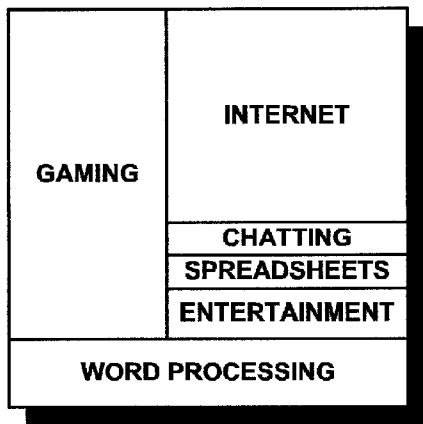 GAMING
INTERNET
CHATTING
SPREADSHEETS
ENTERTAINMENT
WORD PROCESSING